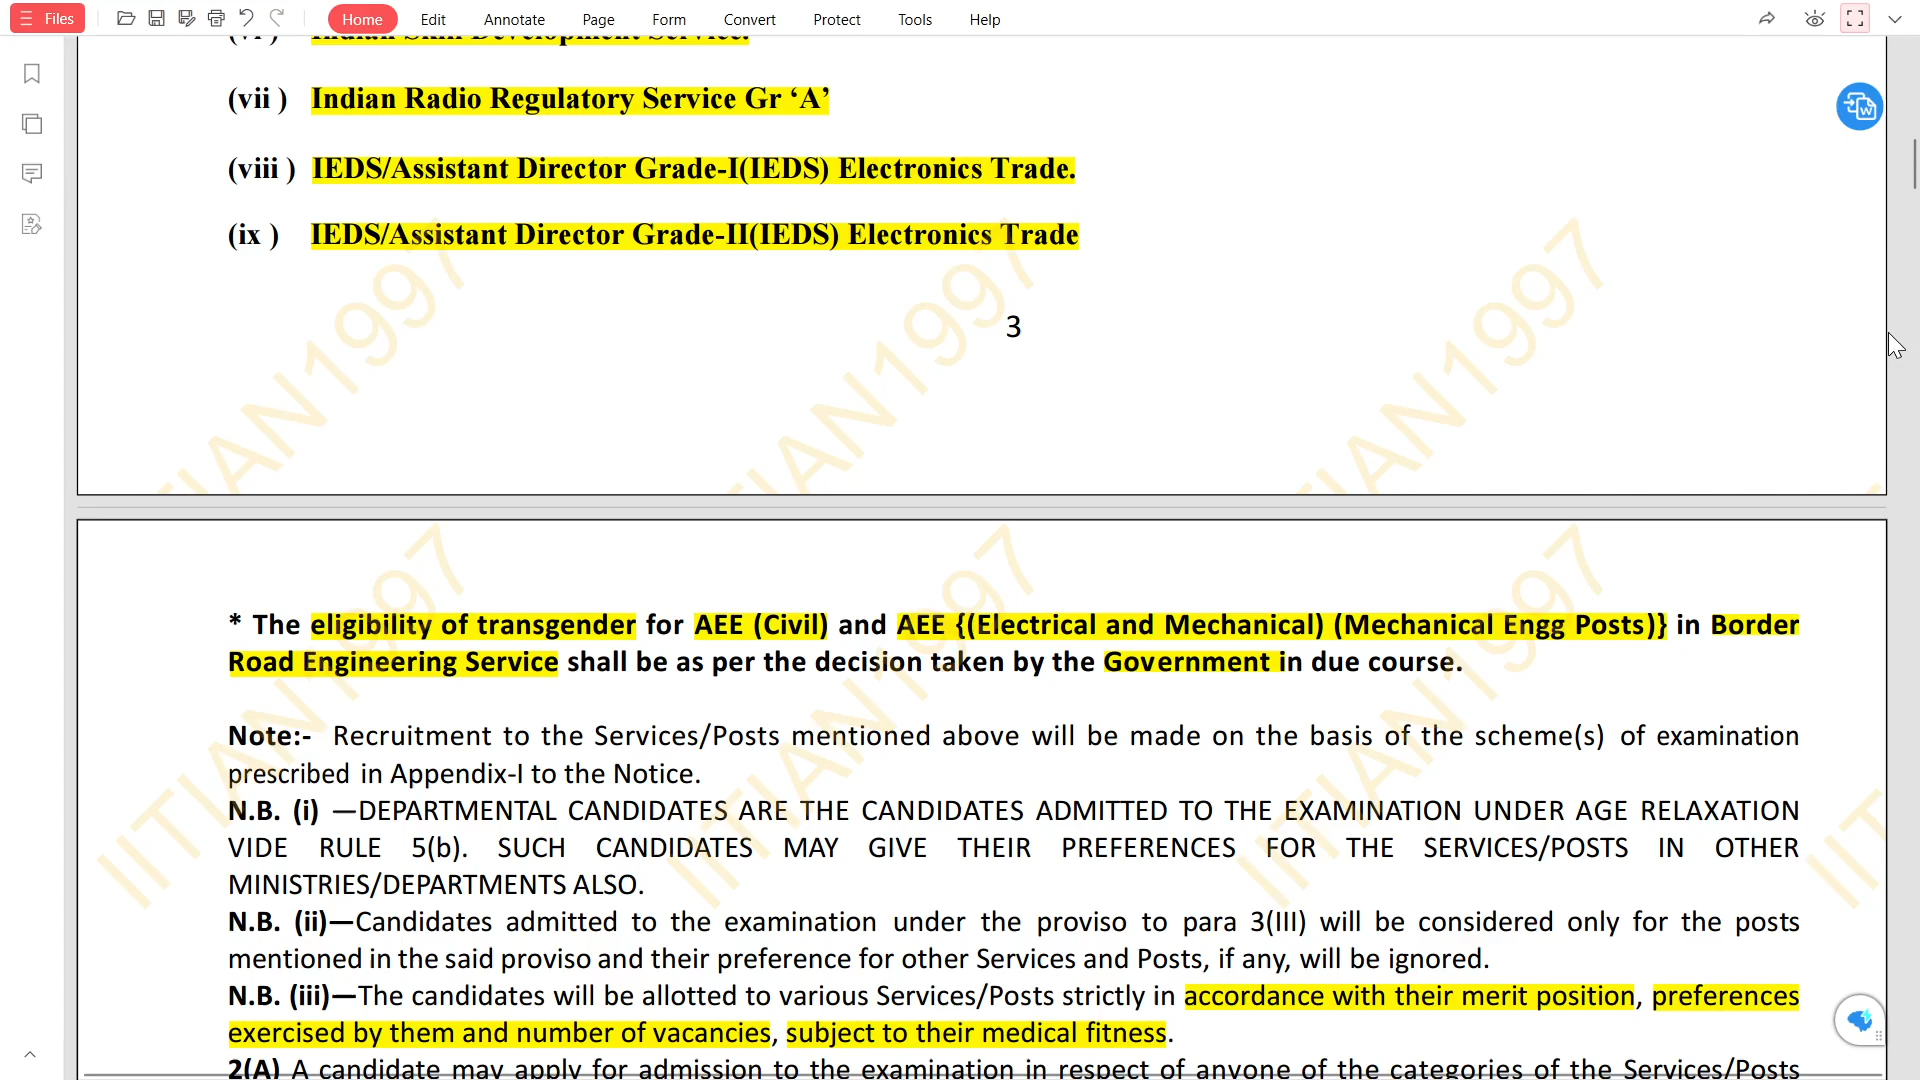 Files Home Edit Annotate Page Form Convert Protect Tools Help
(vi ) Indian Skill Development Service.
(vii ) Indian Radio Regulatory Service Gr ‘A’
(viii ) IEDS/Assistant Director Grade-I(IEDS) Electronics Trade.
(ix ) IEDS/Assistant Director Grade-II(IEDS) Electronics Trade
3
* The eligibility of transgender for AEE (Civil) and AEE {(Electrical and Mechanical) (Mechanical Engg Posts)} in Border
Road Engineering Service shall be as per the decision taken by the Government in due course.
Note:- Recruitment to the Services/Posts mentioned above will be made on the basis of the scheme(s) of examination
prescribed in Appendix-I to the Notice.
N.B. (i) —DEPARTMENTAL CANDIDATES ARE THE CANDIDATES ADMITTED TO THE EXAMINATION UNDER AGE RELAXATION
VIDE RULE 5(b). SUCH CANDIDATES MAY GIVE THEIR PREFERENCES FOR THE SERVICES/POSTS IN OTHER
MINISTRIES/DEPARTMENTS ALSO.
N.B. (ii)—Candidates admitted to the examination under the proviso to para 3(III) will be considered only for the posts
mentioned in the said proviso and their preference for other Services and Posts, if any, will be ignored.
N.B. (iii)—The candidates will be allotted to various Services/Posts strictly in accordance with their merit position, preferences
exercised by them and number of vacancies, subject to their medical fitness.
2(A) A candidate may apply for admission to the examination in respect of anyone of the categories of the Services/Posts
IITIAN1997
IITIAN1997
IITIAN1997